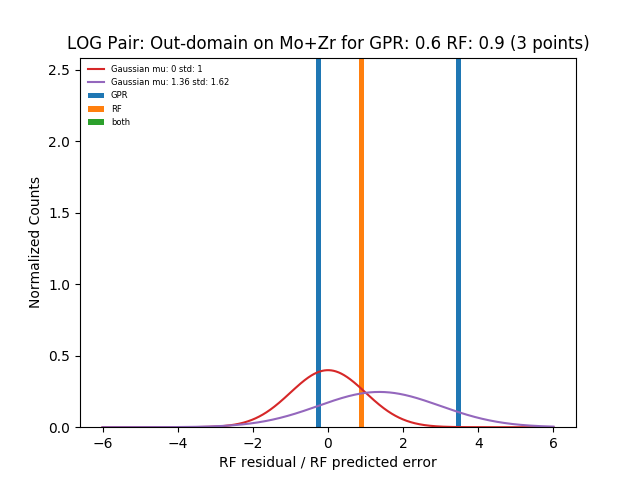 LOG Pair: Out-domain on Mo+Zr for GPR: 0.6 RF: 0.9 (3 points)
Gaussian mu: 0 std: 1
Gaussian mu: 1.36 std: 1.62
GPR
RF
both
Normalized Counts
2.5
2.0
1.5
1.0
0.5
0.0
−6 −4 −2 0 2 4 6
RF residual / RF predicted error